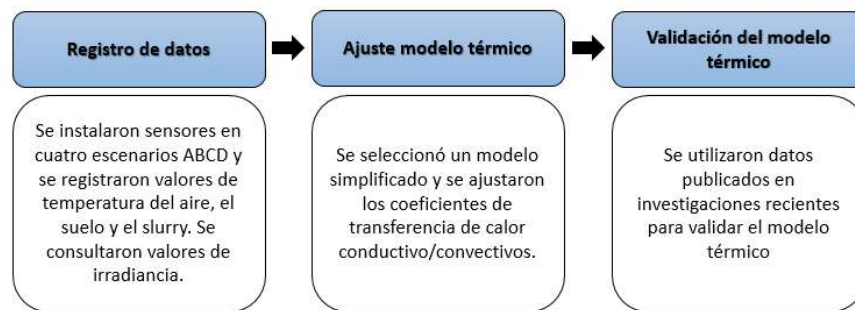 Registro de datos
Ajuste modelo térmico
Validación del modelo
térmico
Se instalaron sensores en
cuatro escenarios ABCD y
se registraron valores de
temperatura del aire, el
suelo y el slurry. Se
consultaron valores de
irradiancia.
Se seleccionó un modelo
simplificado y se ajustaron
los coeficientes de
transferencia de calor
conductivo/convectivos.
Se utilizaron datos
publicados en
investigaciones recientes
para validar el modelo
térmico